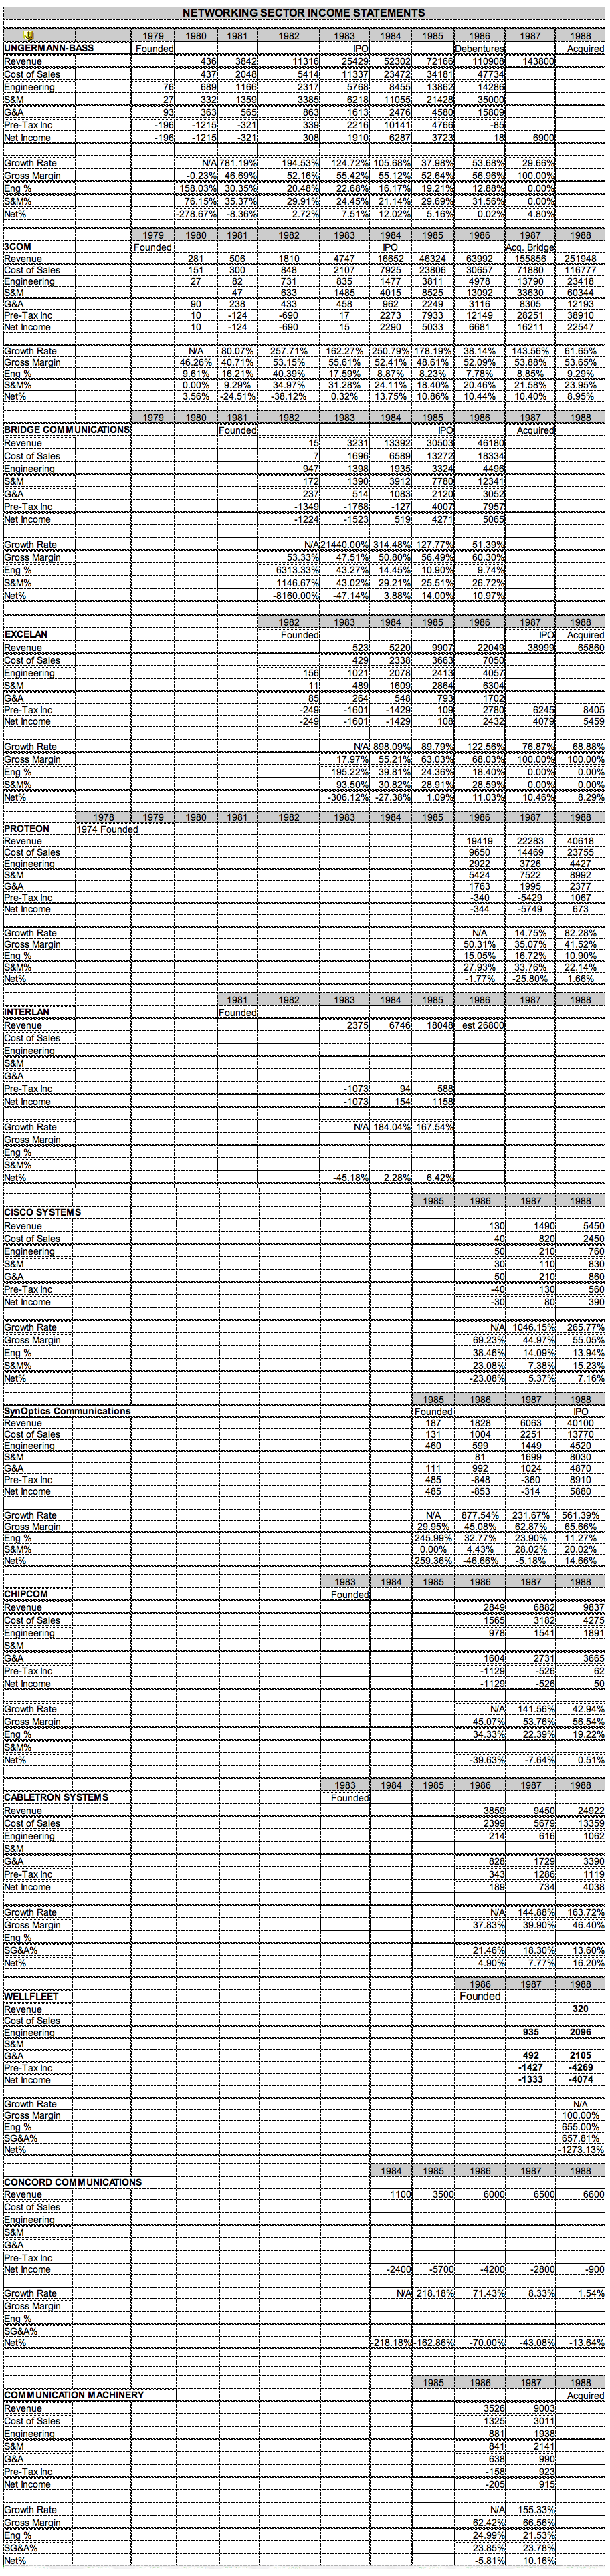 NETWORKING SECTOR INCOME STATEMENTS
1979 1980 1981 1982 1983 1984 1985 1986 1987 1988
UNGERMANN-BASS Founded IPO Debentures Acquired
Revenue 436 3842 11316 25429 52302 72166 110908 143800
Cost of Sales 437 2048 5414 11337 23472 34181 47734
Engineering 76 689 1166 2317 5768 8455 13862 14286
S&M 27 332 1359 3385 6218 11055 21428 35000
G&A 93 363 565 863 1613 2476 4580 15809
Pre-Tax Inc -196 -1215 -321 339 2216 10141 4766 -85
Net Income -196 -1215 -321 308 1910 6287 3723 18 6900
Growth Rate N/A 781.19% 194.53% 124.72% 105.68% 37.98% 53.68% 29.66%
Gross Margin -0.23% 46.69% 52.16% 55.42% 55.12% 52.64% 56.96% 100.00%
Eng % 158.03% 30.35% 20.48% 22.68% 16.17% 19.21% 12.88% 0.00%
S&M% 76.15% 35.37% 29.91% 24.45% 21.14% 29.69% 31.56% 0.00%
Net% -278.67% -8.36% 2.72% 7.51% 12.02% 5.16% 0.02% 4.80%
1979 1980 1981 1982 1983 1984 1985 1986 1987 1988
3COM Founded IPO Acq. Bridge
Revenue 281 506 1810 4747 16652 46324 63992 155856 251948
Cost of Sales 151 300 848 2107 7925 23806 30657 71880 116777
Engineering 27 82 731 835 1477 3811 4978 13790 23418
S&M 47 633 1485 4015 8525 13092 33630 60344
G&A 90 238 433 458 962 2249 3116 8305 12193
Pre-Tax Inc 10 -124 -690 17 2273 7933 12149 28251 38910
Net Income 10 -124 -690 15 2290 5033 6681 16211 22547
Growth Rate N/A 80.07% 257.71% 162.27% 250.79% 178.19% 38.14% 143.56% 61.65%
Gross Margin 46.26% 40.71% 53.15% 55.61% 52.41% 48.61% 52.09% 53.88% 53.65%
Eng % 9.61% 16.21% 40.39% 17.59% 8.87% 8.23% 7.78% 8.85% 9.29%
S&M% 0.00% 9.29% 34.97% 31.28% 24.11% 18.40% 20.46% 21.58% 23.95%
Net% 3.56% -24.51% -38.12% 0.32% 13.75% 10.86% 10.44% 10.40% 8.95%
1979 1980 1981 1982 1983 1984 1985 1986 1987 1988
BRIDGE COMMUNICATIONS Founded IPO Acquired
Revenue 15 3231 13392 30503 46180
Cost of Sales 7 1696 6589 13272 18334
Engineering 947 1398 1935 3324 4496
S&M 172 1390 3912 7780 12341
G&A 237 514 1083 2120 3052
Pre-Tax Inc -1349 -1768 -127 4007 7957
Net Income -1224 -1523 519 4271 5065
Growth Rate N/A 21440.00% 314.48% 127.77% 51.39%
Gross Margin 53.33% 47.51% 50.80% 56.49% 60.30%
Eng % 6313.33% 43.27% 14.45% 10.90% 9.74%
S&M% 1146.67% 43.02% 29.21% 25.51% 26.72%
Net% -8160.00% -47.14% 3.88% 14.00% 10.97%
1982 1983 1984 1985 1986 1987 1988
EXCELAN Founded IPO Acquired
Revenue 523 5220 9907 22049 38999 65860
Cost of Sales 429 2338 3663 7050
Engineering 156 1021 2078 2413 4057
S&M 11 489 1609 2864 6304
G&A 85 264 548 793 1702
Pre-Tax Inc -249 -1601 -1429 109 2780 6245 8405
Net Income -249 -1601 -1429 108 2432 4079 5459
Growth Rate N/A 898.09% 89.79% 122.56% 76.87% 68.88%
Gross Margin 17.97% 55.21% 63.03% 68.03% 100.00% 100.00%
Eng % 195.22% 39.81% 24.36% 18.40% 0.00% 0.00%
S&M% 93.50% 30.82% 28.91% 28.59% 0.00% 0.00%
Net% -306.12% -27.38% 1.09% 11.03% 10.46% 8.29%
1978 1979 1980 1981 1982 1983 1984 1985 1986 1987 1988
PROTEON 1974 Founded
Revenue 19419 22283 40618
Cost of Sales 9650 14469 23755
Engineering 2922 3726 4427
S&M 5424 7522 8992
G&A 1763 1995 2377
Pre-Tax Inc -340 -5429 1067
Net Income -344 -5749 673
Growth Rate N/A 14.75% 82.28%
Gross Margin 50.31% 35.07% 41.52%
Eng % 15.05% 16.72% 10.90%
S&M% 27.93% 33.76% 22.14%
Net% -1.77% -25.80% 1.66%
1981 1982 1983 1984 1985 1986 1987 1988
INTERLAN Founded
Revenue 2375 6746 18048 est 26800
Cost of Sales
Engineering
S&M
G&A
Pre-Tax Inc -1073 94 588
Net Income -1073 154 1158
Growth Rate N/A 184.04% 167.54%
Gross Margin
Eng %
S&M%
Net% -45.18% 2.28% 6.42%
1985 1986 1987 1988
CISCO SYSTEMS
Revenue 130 1490 5450
Cost of Sales 40 820 2450
Engineering 50 210 760
S&M 30 110 830
G&A 50 210 860
Pre-Tax Inc -40 130 560
Net Income -30 80 390
Growth Rate N/A 1046.15% 265.77%
Gross Margin 69.23% 44.97% 55.05%
Eng % 38.46% 14.09% 13.94%
S&M% 23.08% 7.38% 15.23%
Net% -23.08% 5.37% 7.16%
1985 1986 1987 1988
SynOptics Communications Founded IPO
Revenue 187 1828 6063 40100
Cost of Sales 131 1004 2251 13770
Engineering 460 599 1449 4520
S&M 81 1699 8030
G&A 111 992 1024 4870
Pre-Tax Inc 485 -848 -360 8910
Net Income 485 -853 -314 5880
Growth Rate N/A 877.54% 231.67% 561.39%
Gross Margin 29.95% 45.08% 62.87% 65.66%
Eng % 245.99% 32.77% 23.90% 11.27%
S&M% 0.00% 4.43% 28.02% 20.02%
Net% 259.36% -46.66% -5.18% 14.66%
1983 1984 1985 1986 1987 1988
CHIPCOM Founded
Revenue 2849 6882 9837
Cost of Sales 1565 3182 4275
Engineering 978 1541 1891
S&M
G&A 1604 2731 3665
Pre-Tax Inc -1129 -526 62
Net Income -1129 -526 50
Growth Rate N/A 141.56% 42.94%
Gross Margin 45.07% 53.76% 56.54%
Eng % 34.33% 22.39% 19.22%
S&M%
Net% -39.63% -7.64% 0.51%
1983 1984 1985 1986 1987 1988
CABLETRON SYSTEMS Founded
Revenue 3859 9450 24922
Cost of Sales 2399 5679 13359
Engineering 214 616 1062
S&M
G&A 828 1729 3390
Pre-Tax Inc 343 1286 1119
Net Income 189 734 4038
Growth Rate N/A 144.88% 163.72%
Gross Margin 37.83% 39.90% 46.40%
Eng %
SG&A% 21.46% 18.30% 13.60%
Net% 4.90% 7.77% 16.20%
1986 1987 1988
WELLFLEET Founded
Revenue 320
Cost of Sales
Engineering 935 2096
S&M
G&A 492 2105
Pre-Tax Inc -1427 -4269
Net Income -1333 -4074
Growth Rate N/A
Gross Margin 100.00%
Eng % 655.00%
SG&A% 657.81%
Net% -1273.13%
1984 1985 1986 1987 1988
CONCORD COMMUNICATIONS
Revenue 1100 3500 6000 6500 6600
Cost of Sales
Engineering
S&M
G&A
Pre-Tax Inc
Net Income -2400 -5700 -4200 -2800 -900
Growth Rate N/A 218.18% 71.43% 8.33% 1.54%
Gross Margin
Eng %
SG&A%
Net% -218.18% -162.86% -70.00% -43.08% -13.64%
1985 1986 1987 1988
COMMUNICATION MACHINERY Acquired
Revenue 3526 9003
Cost of Sales 1325 3011
Engineering 881 1938
S&M 841 2141
G&A 638 990
Pre-Tax Inc -158 923
Net Income -205 915
Growth Rate N/A 155.33%
Gross Margin 62.42% 66.56%
Eng % 24.99% 21.53%
SG&A% 23.85% 23.78%
Net% -5.81% 10.16%